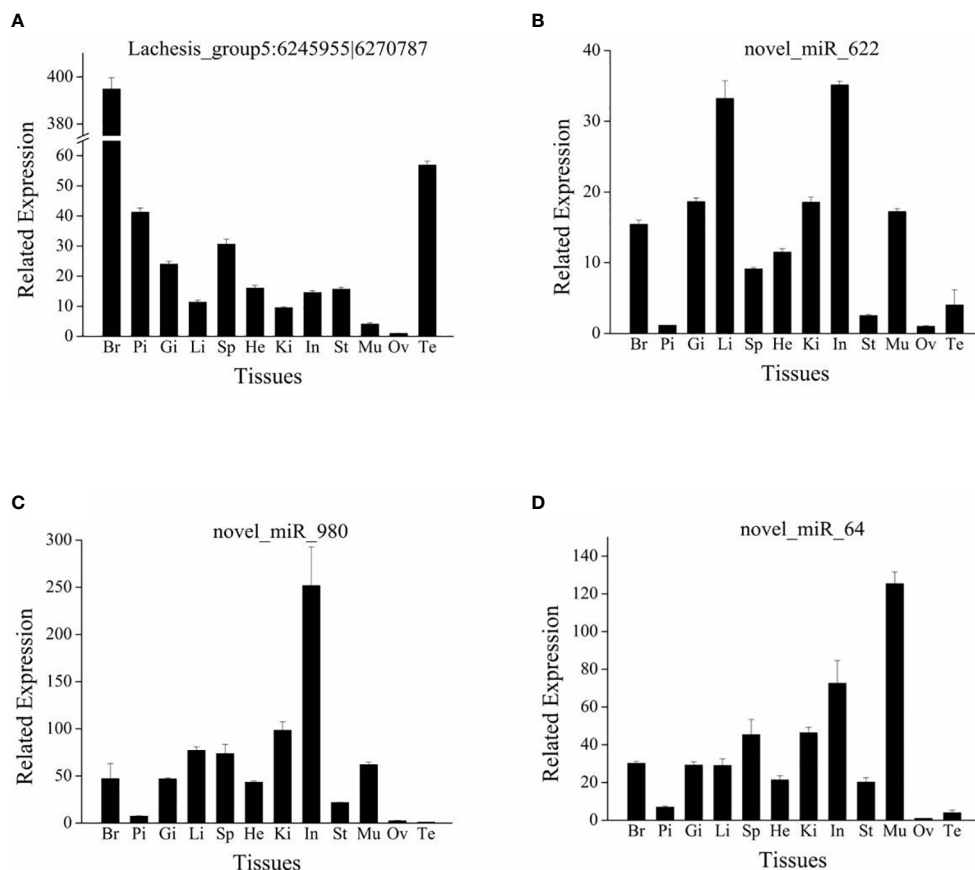 A
Lachesis_group5:6245955|6270787
Related Expression
400
380
60
50
40
30
20
10
0
Br Pi Gi Li Sp He Ki In St Mu Ov Te
Tissues
B
novel_miR_622
Related Expression
40
30
20
10
0
Br Pi Gi Li Sp He Ki In St Mu Ov Te
Tissues
C
novel_miR_980
Related Expression
300
250
200
150
100
50
0
Br Pi Gi Li Sp He Ki In St Mu Ov Te
Tissues
D
novel_miR_64
Related Expression
140
120
100
80
60
40
20
0
Br Pi Gi Li Sp He Ki In St Mu Ov Te
Tissues